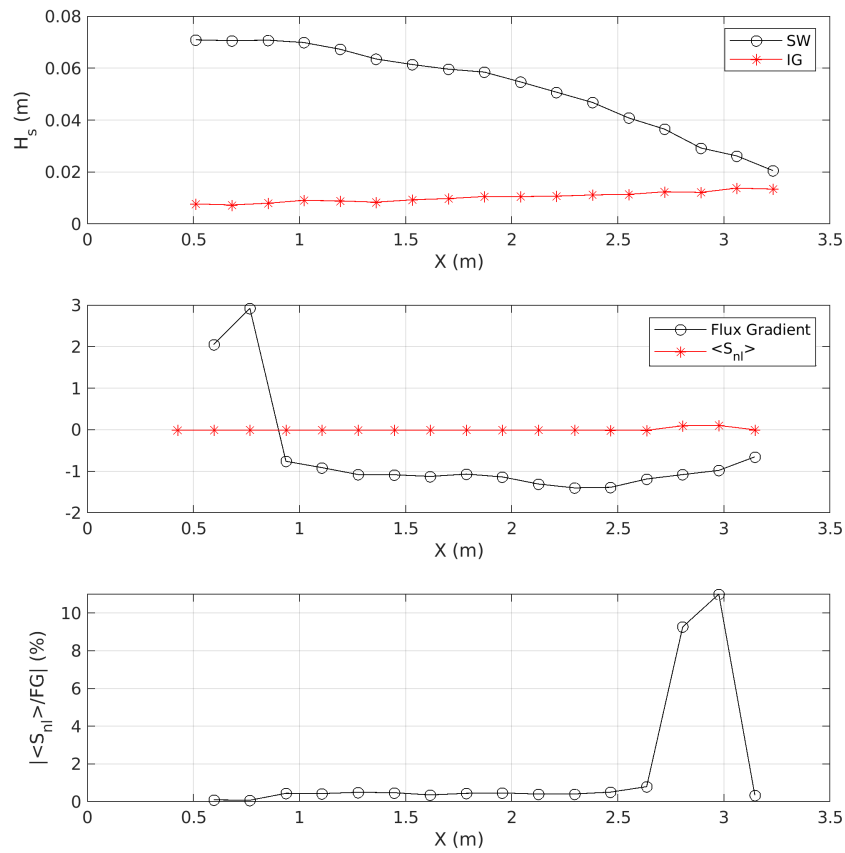 0.08
0.06
0.04
0.02
0
H_s (m)
SW
IG
0 0.5 1 1.5 2 2.5 3 3.5
X (m)
3
2
1
0
-1
-2
Flux Gradient
<S_nl>
0 0.5 1 1.5 2 2.5 3 3.5
X (m)
10
8
6
4
2
0
|<S_nl>/FG| (%)
0 0.5 1 1.5 2 2.5 3 3.5
X (m)